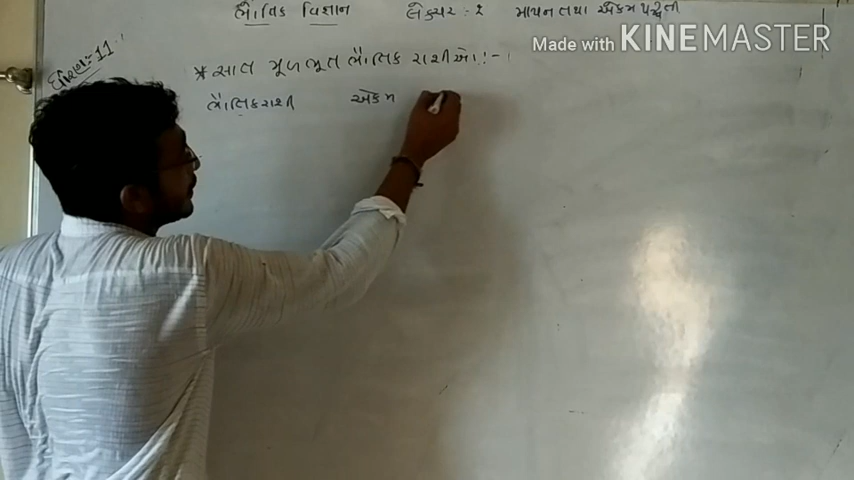 ભૌતિક વિજ્ઞાન લેક્ચર : ૨ માપન તથા એકમ પદ્ધતી
ધોરણ:- 11
Made with KINEMASTER
* સાત મૂળભૂત ભૌતિક રાશીઓ :-
ભૌતિકરાશી એકમ